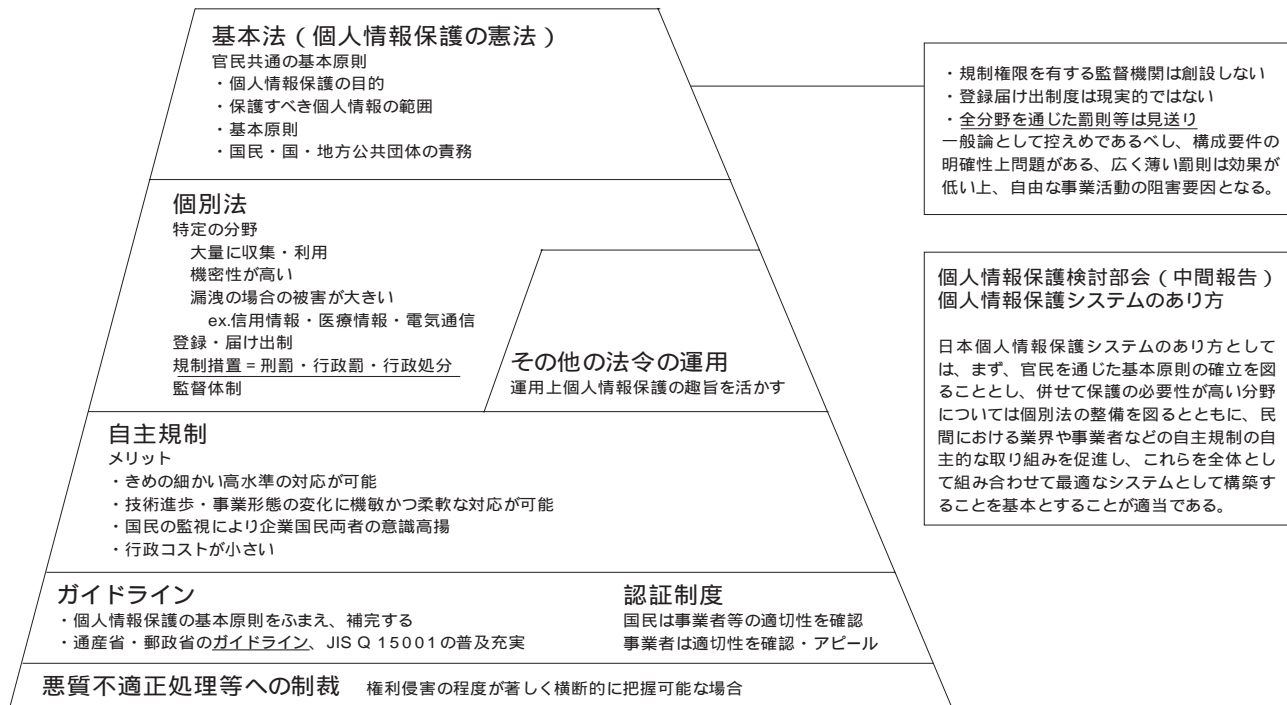 基本法（個人情報保護の憲法）
官民共通の基本原則
・個人情報保護の目的
・保護すべき個人情報の範囲
・基本原則
・国民・国・地方公共団体の責務
個別法
特定の分野
大量に収集・利用
機密性が高い
漏洩の場合の被害が大きい
ex.信用情報・医療情報・電気通信
登録・届け出制
規制措置＝刑罰・行政罰・行政処分
監督体制
その他の法令の運用
運用上個人情報保護の趣旨を活かす
自主規制
メリット
・きめの細かい高水準の対応が可能
・技術進歩・事業形態の変化に機敏かつ柔軟な対応が可能
・国民の監視により企業国民両者の意識高揚
・行政コストが小さい
ガイドライン
・個人情報保護の基本原則をふまえ、補完する
・通産省・郵政省のガイドライン、JIS Q 15001の普及充実
認証制度
国民は事業者等の適切性を確認
事業者は適切性を確認・アピール
悪質不適正処理等への制裁 権利侵害の程度が著しく横断的に把握可能な場合
・規制権限を有する監督機関は創設しない
・登録届け出制度は現実的ではない
・全分野を通じた罰則等は見送り
一般論として控えめであるべし、構成要件の
明確性上問題がある、広く薄い罰則は効果が
低い上、自由な事業活動の阻害要因となる。
個人情報保護検討部会（中間報告）
個人情報保護システムのあり方
日本個人情報保護システムのあり方として
は、まず、官民を通じた基本原則の確立を図
ることとし、併せて保護の必要性が高い分野
については個別法の整備を図るとともに、民
間における業界や事業者などの自主規制の自
主的な取り組みを促進し、これらを全体とし
て組み合わせて最適なシステムとして構築す
ることを基本とすることが適当である。